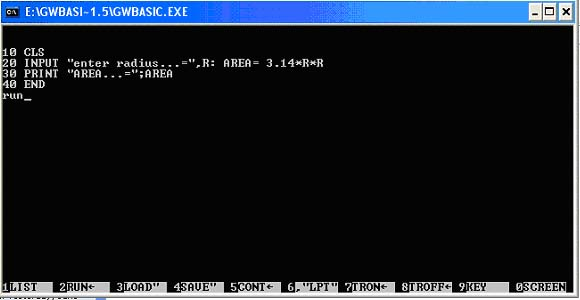 E:\GWBASI~1.5\GWBASIC.EXE
10 CLS
20 INPUT "enter radius...=",R: AREA= 3.14*R*R
30 PRINT "AREA...=";AREA
40 END
run_
1LIST 2RUN← 3LOAD" 4SAVE" 5CONT← 6,"LPT" 7TRON← 8TROFF← 9KEY 0SCREEN